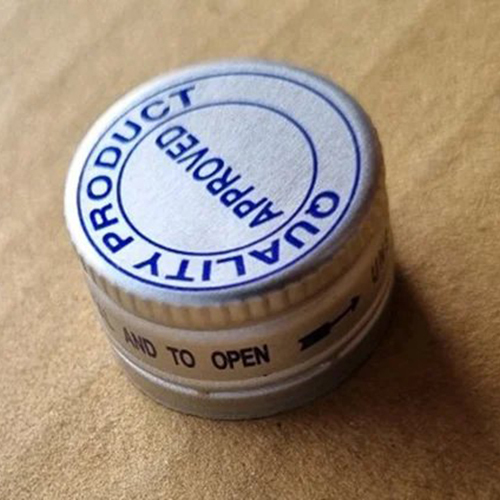 QUALITY PRODUCT
APPROVED
AND TO OPEN